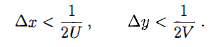 Δx < 1/2U , Δy < 1/2V .